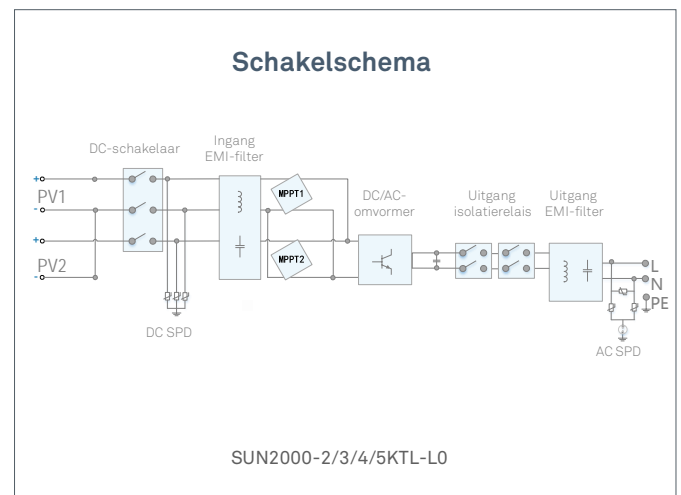 Schakelschema
DC-schakelaar
Ingang
EMI-filter
MPPT1
DC/AC-
omvormer
Uitgang
isolatierelais
Uitgang
EMI-filter
+
PV1
-
+
PV2
-
MPPT2
L
N
PE
DC SPD
AC SPD
SUN2000-2/3/4/5KTL-L0